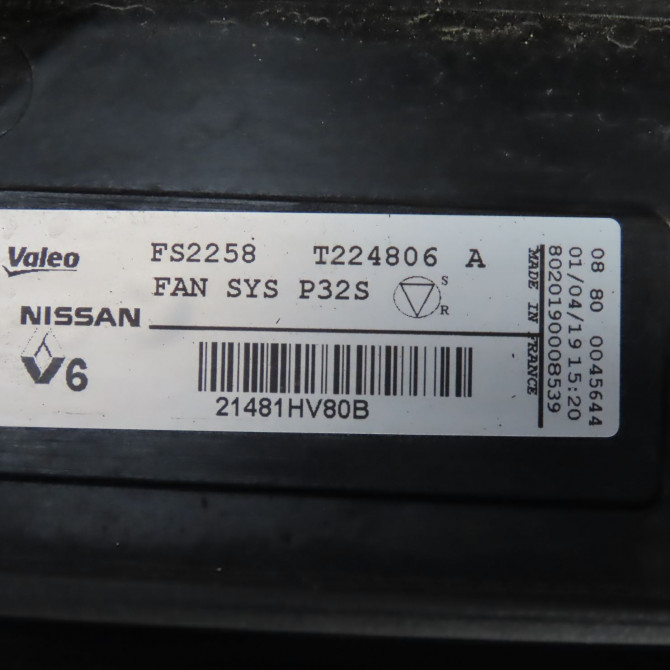 Valeo
FS2258 T224806 A
FAN SYS P32S
S
R
NISSAN
V6
21481HV80B
MADE IN FRANCE
8020190008539
01/04/19 15:20
08 80 0045644